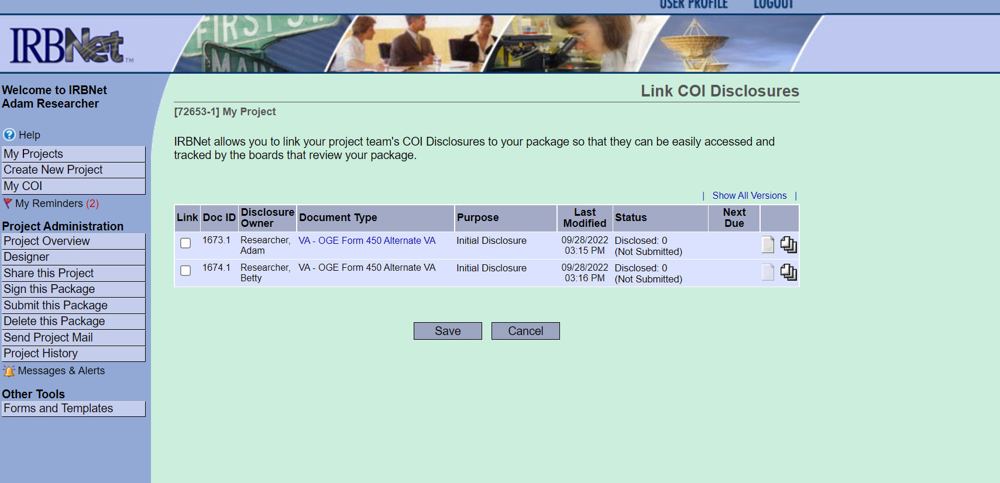 USER PROFILE LOGOUT
IRBNet™
FIRST ST.
MAIN
Welcome to IRBNet
Adam Researcher
Help
My Projects
Create New Project
My COI
My Reminders (2)
Project Administration
Project Overview
Designer
Share this Project
Sign this Package
Submit this Package
Delete this Package
Send Project Mail
Project History
Messages & Alerts
Other Tools
Forms and Templates
Link COI Disclosures
[72653-1] My Project
IRBNet allows you to link your project team's COI Disclosures to your package so that they can be easily accessed and
tracked by the boards that review your package.
| Show All Versions |
Link Doc ID Disclosure Owner Document Type Purpose Last Modified Status Next Due
1673.1 Researcher, Adam VA - OGE Form 450 Alternate VA Initial Disclosure 09/28/2022 03:15 PM Disclosed: 0 (Not Submitted)
1674.1 Researcher, Betty VA - OGE Form 450 Alternate VA Initial Disclosure 09/28/2022 03:16 PM Disclosed: 0 (Not Submitted)
Save Cancel